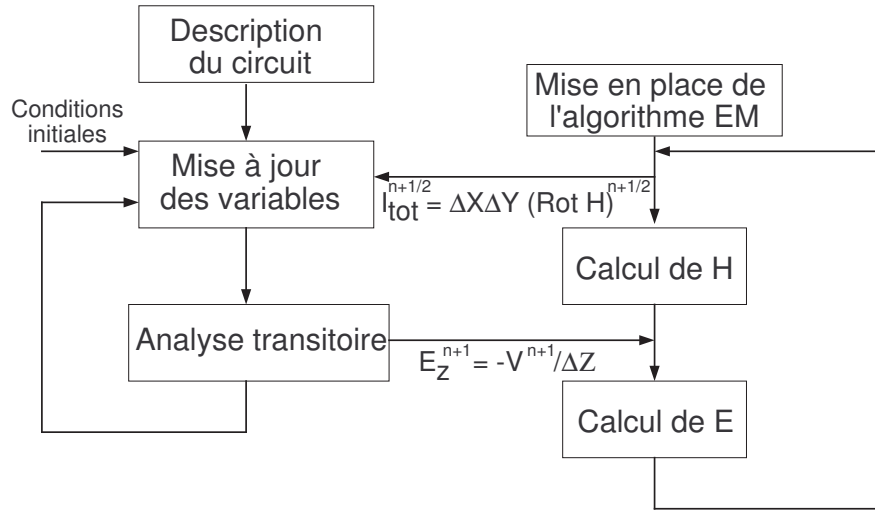 Description
du circuit
Mise en place de
l'algorithme EM
Conditions
initiales
Mise à jour
des variables
I_tot^{n+1/2} = ΔXΔY (Rot H)^{n+1/2}
Calcul de H
Analyse transitoire
E_z^{n+1} = -V^{n+1}/ΔZ
Calcul de E